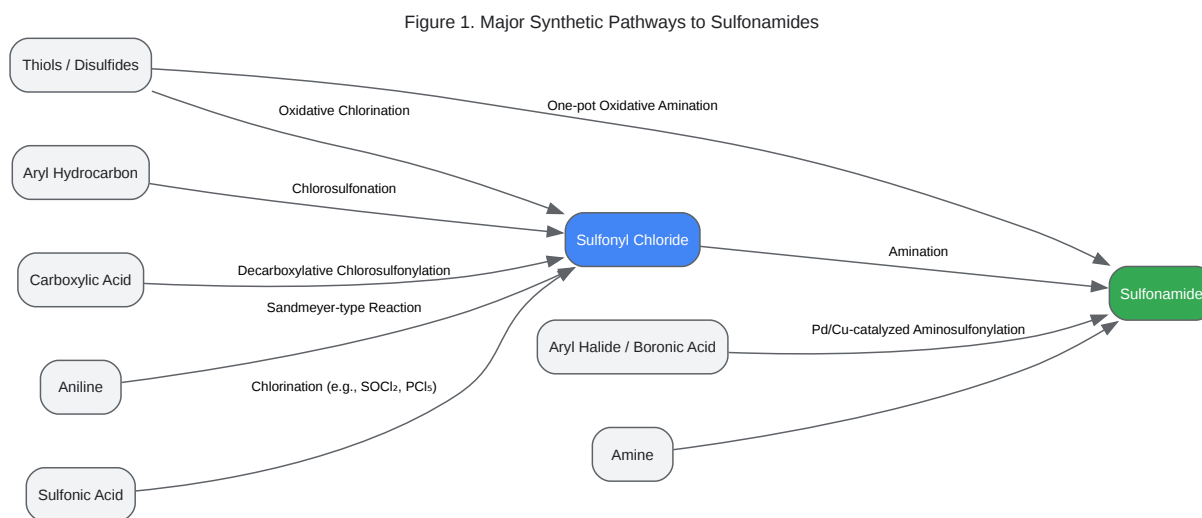 Figure 1. Major Synthetic Pathways to Sulfonamides
Thiols / Disulfides
Oxidative Chlorination
One-pot Oxidative Amination
Aryl Hydrocarbon
Chlorosulfonation
Sulfonyl Chloride
Amination
Carboxylic Acid
Decarboxylative Chlorosulfonylation
Sulfonamide
Sandmeyer-type Reaction
Aryl Halide / Boronic Acid
Pd/Cu-catalyzed Aminosulfonylation
Aniline
Chlorination (e.g., SOCl₂, PCl₅)
Amine
Sulfonic Acid